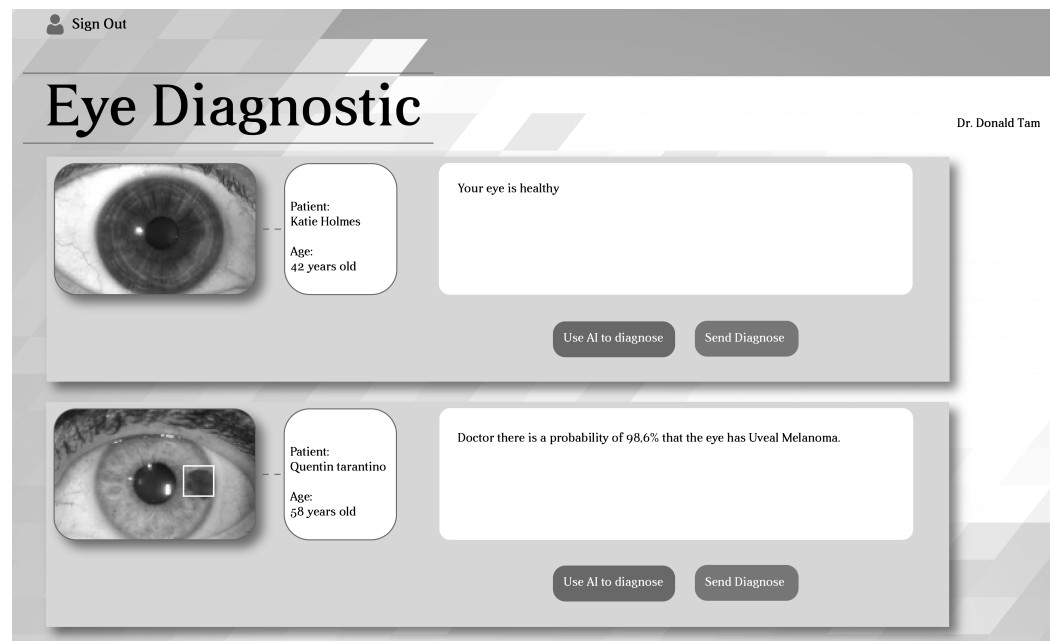 Sign Out
Eye Diagnostic
Dr. Donald Tam
Patient:
Katie Holmes
Age:
42 years old
Your eye is healthy
Use AI to diagnose
Send Diagnose
Patient:
Quentin tarantino
Age:
58 years old
Doctor there is a probability of 98,6% that the eye has Uveal Melanoma.
Use AI to diagnose
Send Diagnose